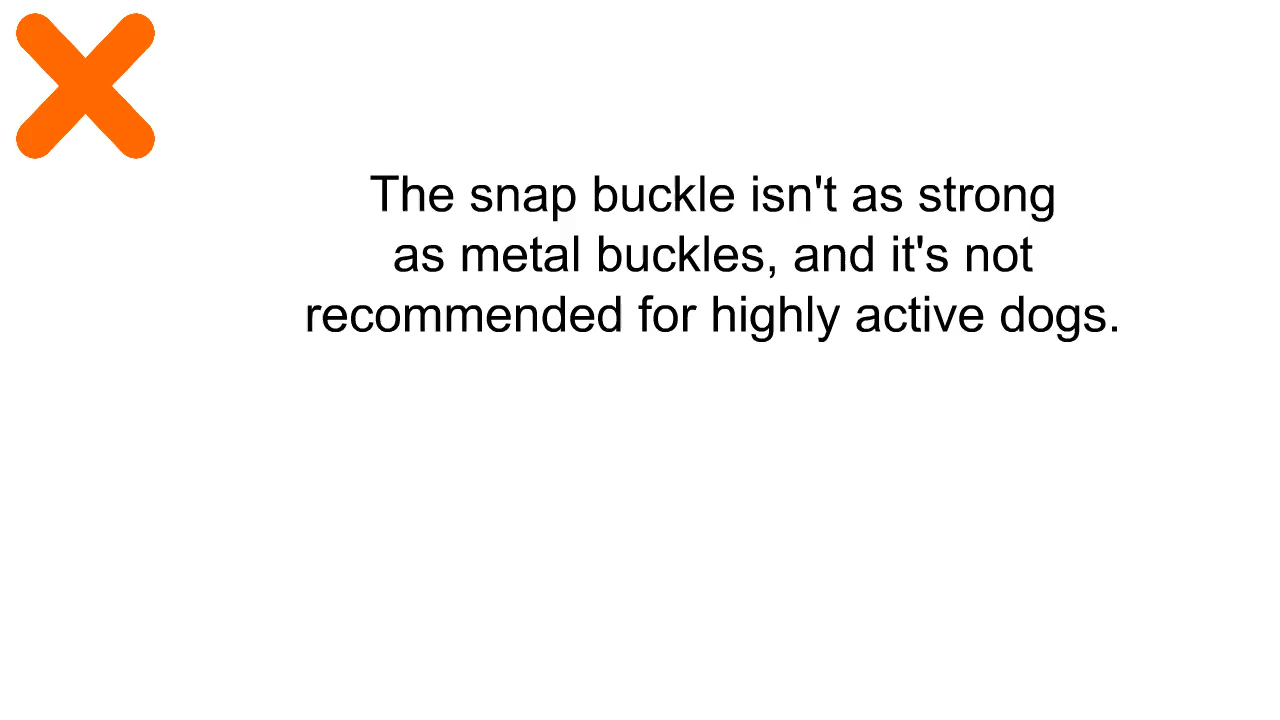 The snap buckle isn't as strong
as metal buckles, and it's not
recommended for highly active dogs.